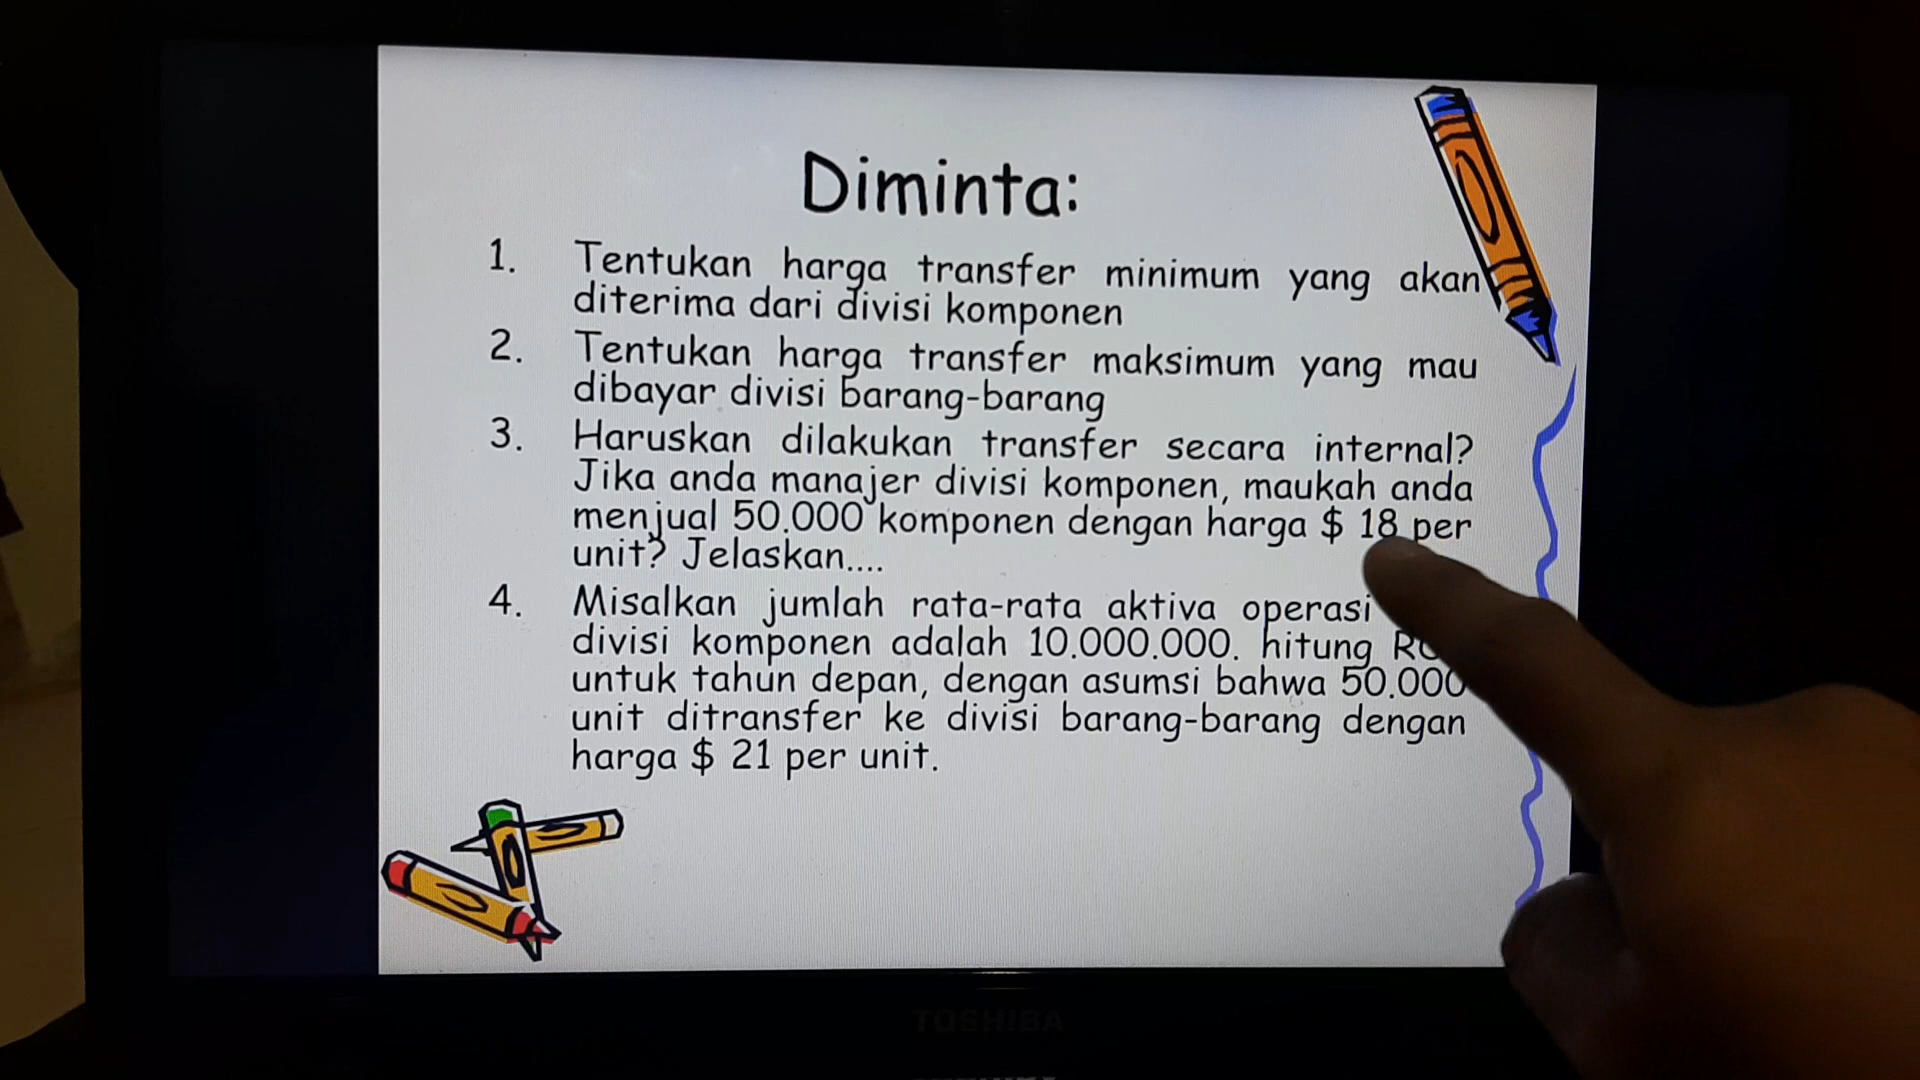 Diminta:
1. Tentukan harga transfer minimum yang akan
diterima dari divisi komponen
2. Tentukan harga transfer maksimum yang mau
dibayar divisi barang-barang
3. Haruskan dilakukan transfer secara internal?
Jika anda manajer divisi komponen, maukah anda
menjual 50.000 komponen dengan harga $ 18 per
unit? Jelaskan....
4. Misalkan jumlah rata-rata aktiva operasi
divisi komponen adalah 10.000.000. hitung
untuk tahun depan, dengan asumsi bahwa 50.000
unit ditransfer ke divisi barang-barang dengan
harga $ 21 per unit.
TOSHIBA